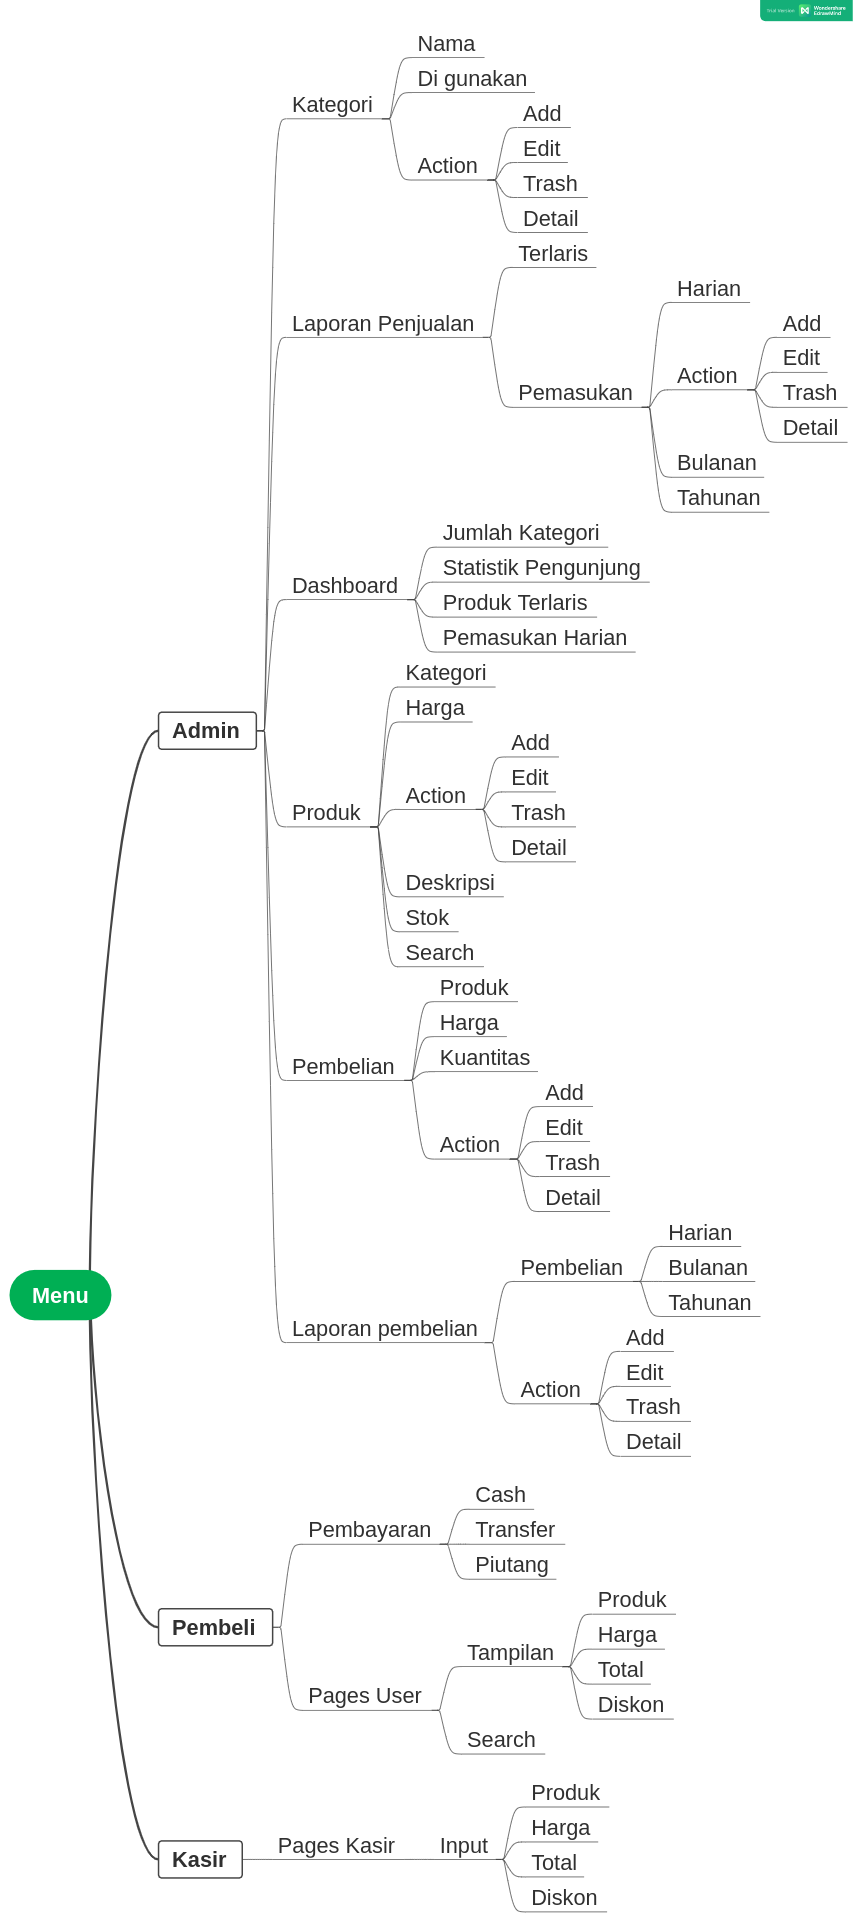 Trial Version
Wondershare
EdrawMind
Nama
Di gunakan
Kategori
Add
Edit
Action
Trash
Detail
Terlaris
Harian
Laporan Penjualan
Add
Edit
Action
Pemasukan
Trash
Detail
Bulanan
Tahunan
Jumlah Kategori
Statistik Pengunjung
Dashboard
Produk Terlaris
Pemasukan Harian
Kategori
Harga
Admin
Add
Edit
Action
Produk
Trash
Detail
Deskripsi
Stok
Search
Produk
Harga
Kuantitas
Pembelian
Add
Edit
Action
Trash
Detail
Harian
Pembelian
Bulanan
Menu
Tahunan
Laporan pembelian
Add
Edit
Action
Trash
Detail
Cash
Pembayaran
Transfer
Piutang
Produk
Pembeli
Harga
Tampilan
Total
Pages User
Diskon
Search
Produk
Harga
Kasir
Pages Kasir
Input
Total
Diskon